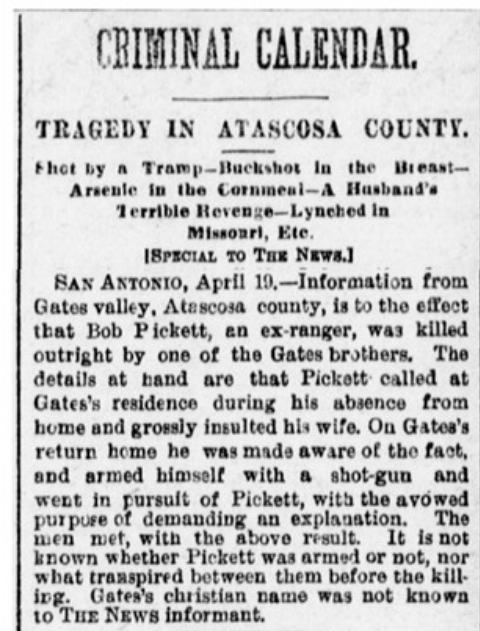 CRIMINAL CALENDAR.
TRAGEDY IN ATASCOSA COUNTY.
Shot by a Tramp—Buckshot in the Breast—
Arsenic in the Cornmeal—A Husband's
Terrible Revenge—Lynched in
Missouri, Etc.
[SPECIAL TO THE NEWS.]
SAN ANTONIO, April 19.—Information from
Gates valley, Atascosa county, is to the effect
that Bob Pickett, an ex-ranger, was killed
outright by one of the Gates brothers. The
details at hand are that Pickett called at
Gates's residence during his absence from
home and grossly insulted his wife. On Gates's
return home he was made aware of the fact,
and armed himself with a shot-gun and
went in pursuit of Pickett, with the avowed
purpose of demanding an explanation. The
men met, with the above result. It is not
known whether Pickett was armed or not, nor
what transpired between them before the kill-
ing. Gates's christian name was not known
to THE NEWS informant.